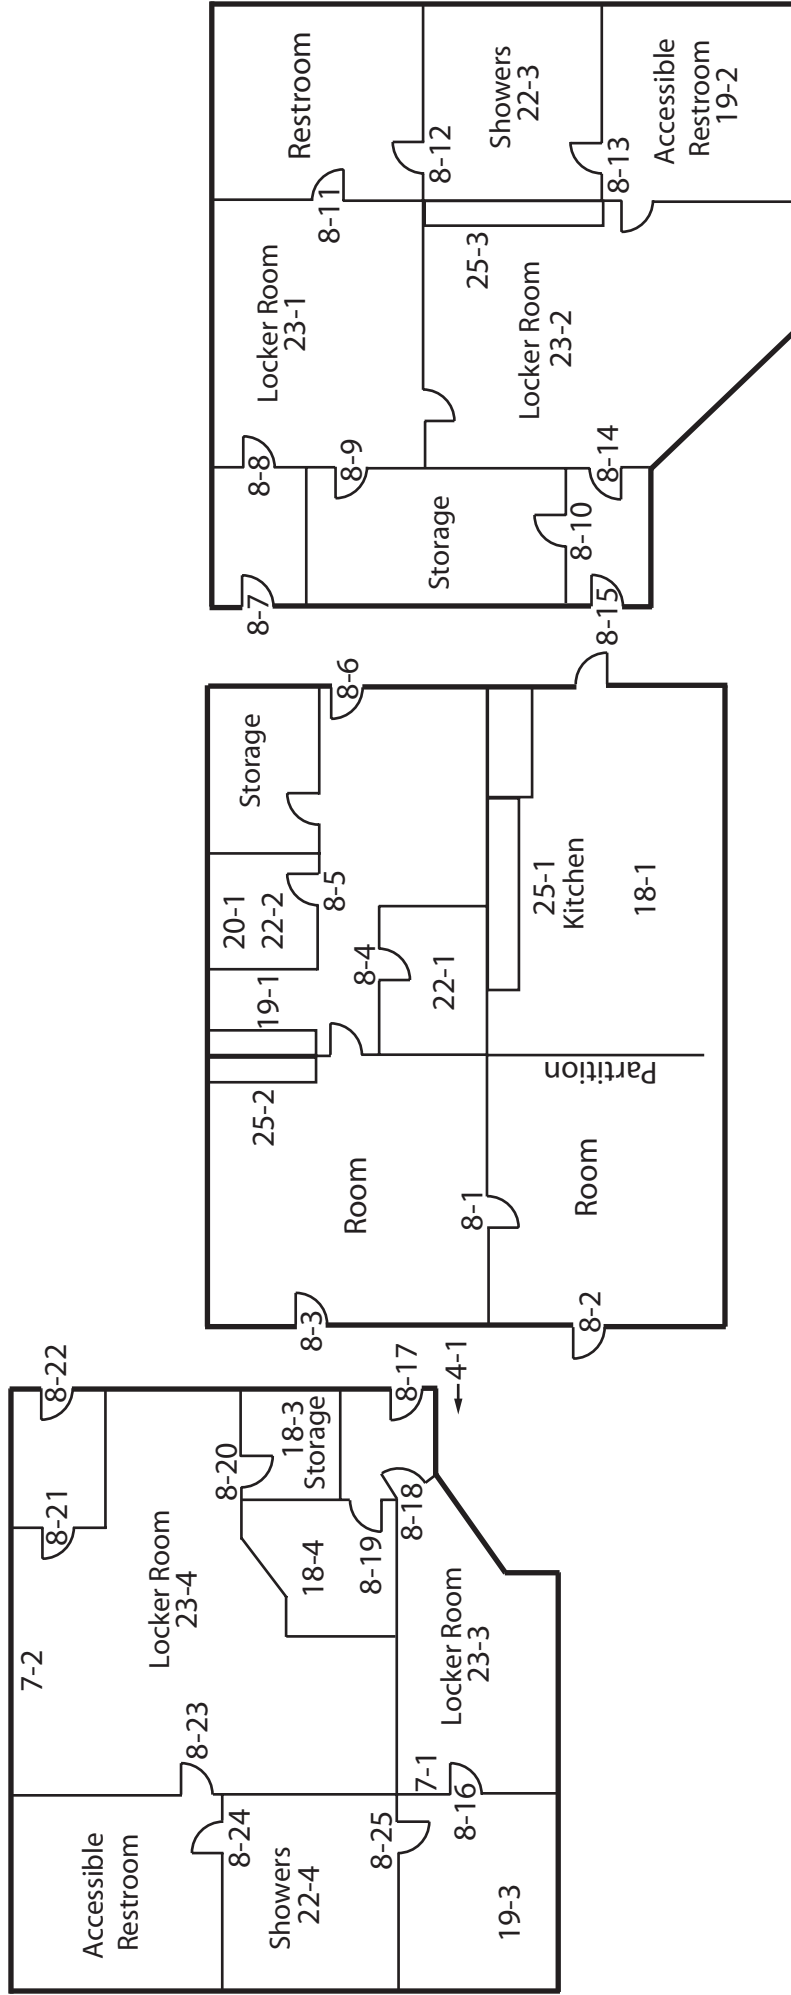 Restroom
8-12
Showers
22-3
8-13
Accessible
Restroom
19-2
8-11
Locker Room
23-1
25-3
Locker Room
23-2
8-8
8-9
8-14
Storage
8-10
8-7
8-15
8-6
Storage
8-5
20-1
22-2
19-1
8-4
22-1
25-1
Kitchen
18-1
Partition
25-2
Room
8-1
Room
8-3
8-2
8-22
8-17
4-1
8-21
8-20
18-3
Storage
8-18
8-19
18-4
Locker Room
23-4
7-2
Locker Room
23-3
8-23
7-1
8-16
8-24
8-25
Accessible
Restroom
Showers
22-4
19-3